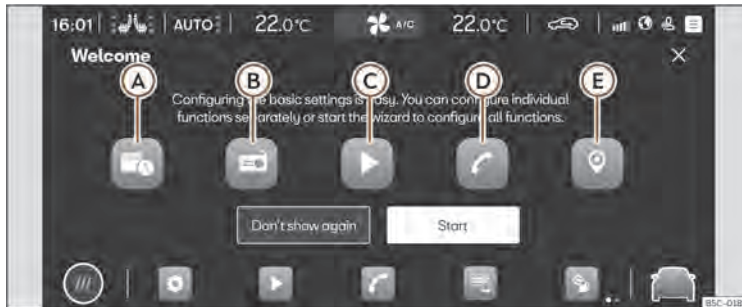 16:01 AUTO 22.0°C A/C 22.0°C
Welcome
A B C D E
Configuring the basic settings is easy. You can configure individual
functions separately or start the wizard to configure all functions.
Don't show again Start
BSC-018